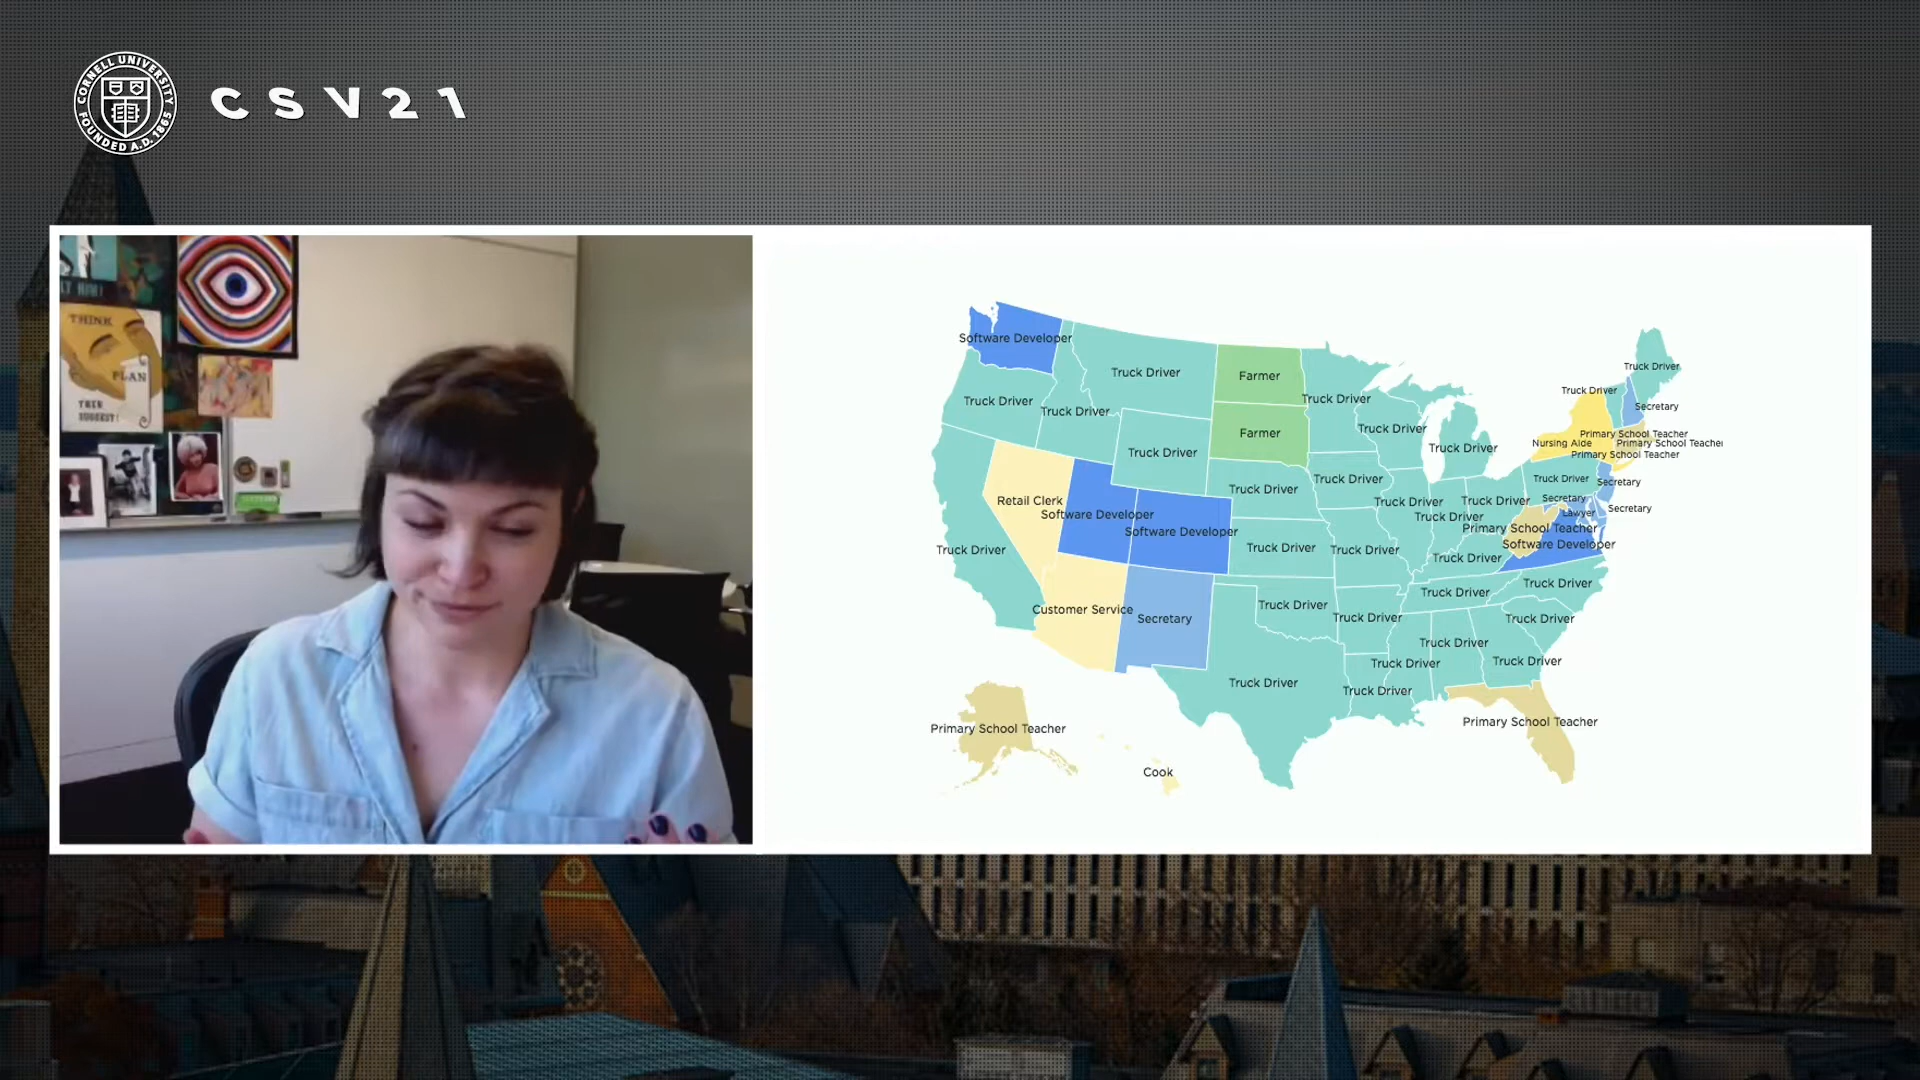 CORNELL UNIVERSITY
FOUNDED A.D. 1865
CSV21
THINK
PLAN
THEN
SUGGEST!
Software Developer
Truck Driver
Farmer
Truck Driver
Truck Driver
Truck Driver
Truck Driver
Secretary
Truck Driver
Truck Driver
Farmer
Truck Driver
Truck Driver
Primary School Teacher
Nursing Aide
Primary School Teacher
Primary School Teacher
Truck Driver
Truck Driver
Truck Driver
Truck Driver
Secretary
Retail Clerk
Truck Driver
Truck Driver
Truck Driver
Secretary
Software Developer
Secretary
Lawyer
Truck Driver
Software Developer
Primary School Teacher
Software Developer
Truck Driver
Truck Driver
Truck Driver
Truck Driver
Truck Driver
Truck Driver
Customer Service
Secretary
Truck Driver
Truck Driver
Truck Driver
Truck Driver
Truck Driver
Truck Driver
Truck Driver
Truck Driver
Primary School Teacher
Primary School Teacher
Cook